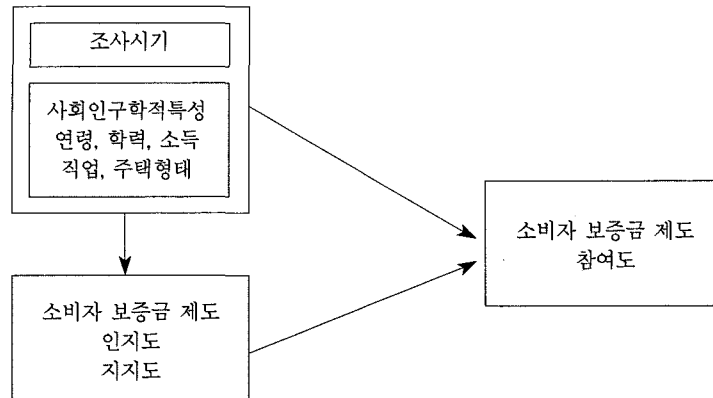 조사시기
사회인구학적특성
연령, 학력, 소득
직업, 주택형태
소비자 보증금 제도
참여도
소비자 보증금 제도
인지도
지지도